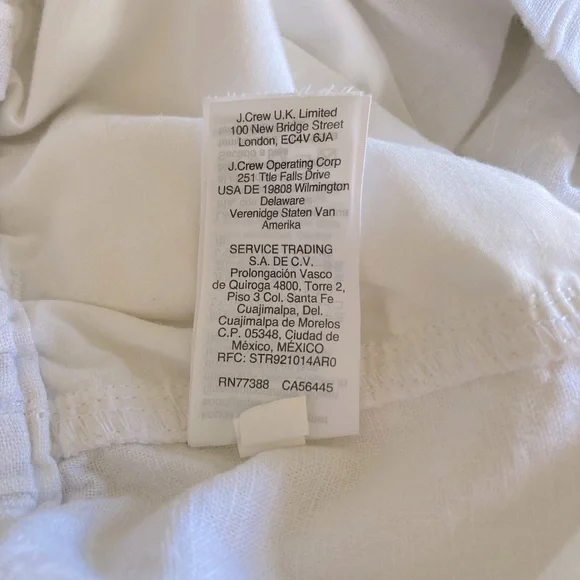 J.Crew U.K. Limited
100 New Bridge Street
London, EC4V 6JA
J.Crew Operating Corp
251 Ttle Falls Drive
USA DE 19808 Wilmington
Delaware
Verenidge Staten Van
Amerika
SERVICE TRADING
S.A. DE C.V.
Prolongación Vasco
de Quiroga 4800, Torre 2,
Piso 3 Col. Santa Fe
Cuajimalpa, Del.
Cuajimalpa de Morelos
C.P. 05348, Ciudad de
México, MÉXICO
RFC: STR921014AR0
RN77388 CA56445